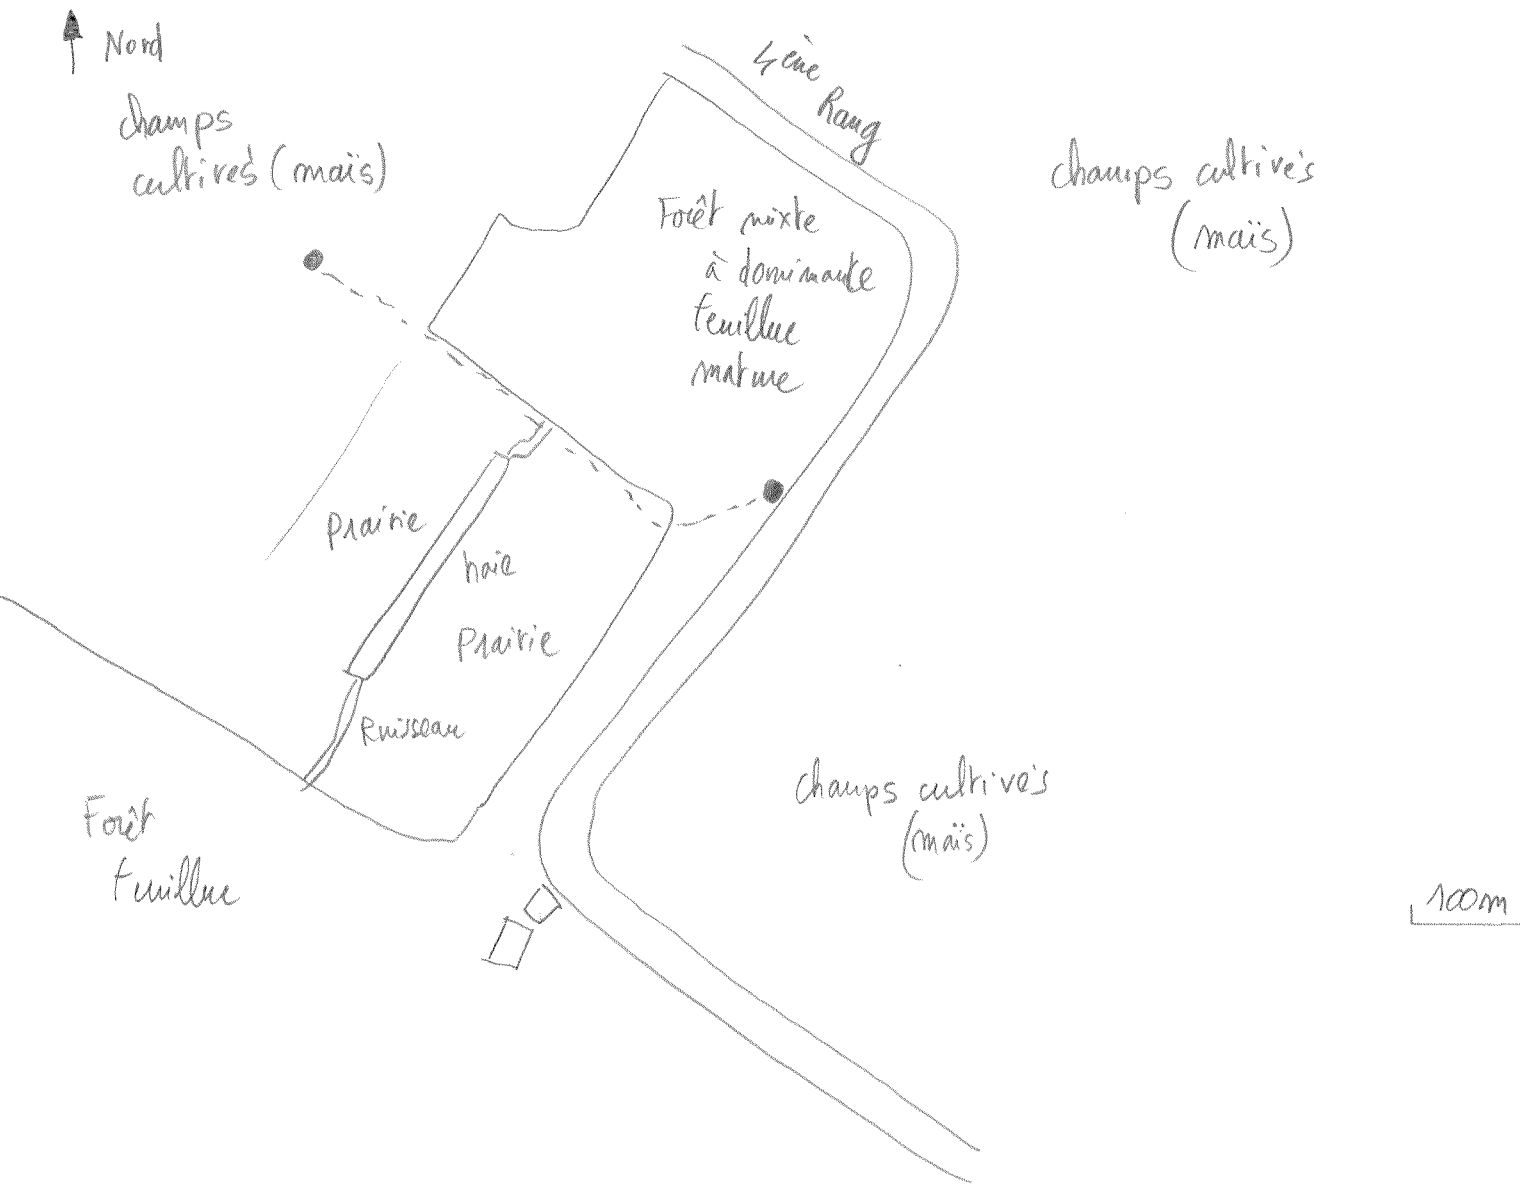 Nord
champs
cultivés (maïs)
4ème
Rang
champs cultivés
(maïs)
Forêt mixte
à dominante
feuillue
mature
Prairie
haie
Prairie
Ruisseau
champs cultivés
(maïs)
Forêt
feuillue
100m